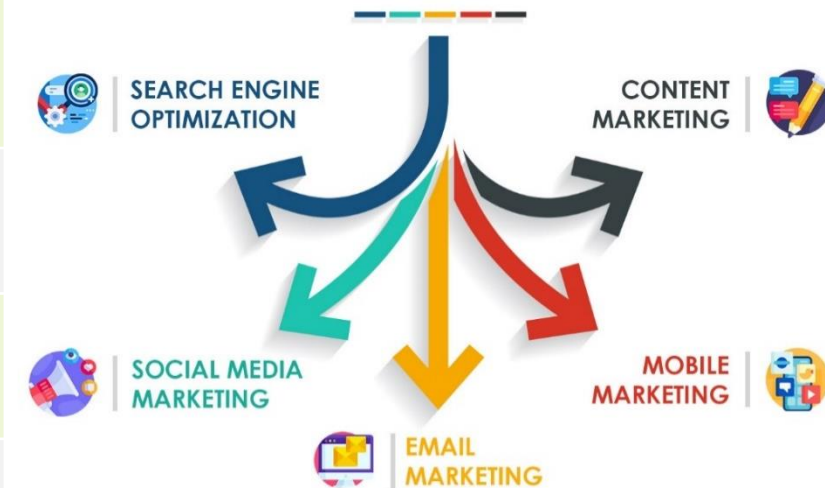 SEARCH ENGINE
OPTIMIZATION
CONTENT
MARKETING
SOCIAL MEDIA
MARKETING
MOBILE
MARKETING
EMAIL
MARKETING